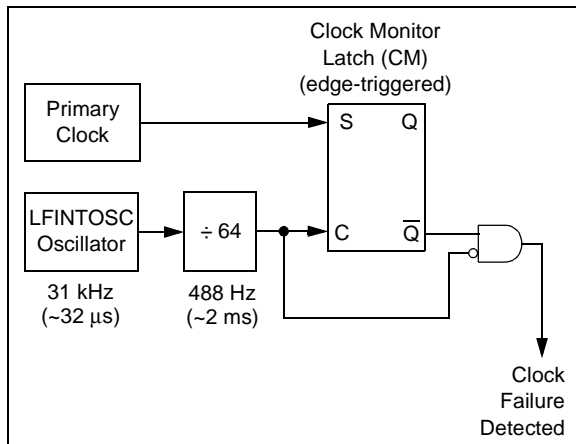 Clock Monitor
Latch (CM)
(edge-triggered)
Primary
Clock
S
Q
LFINTOSC
Oscillator
÷ 64
C
Q̅
31 kHz
(~32 μs)
488 Hz
(~2 ms)
Clock
Failure
Detected